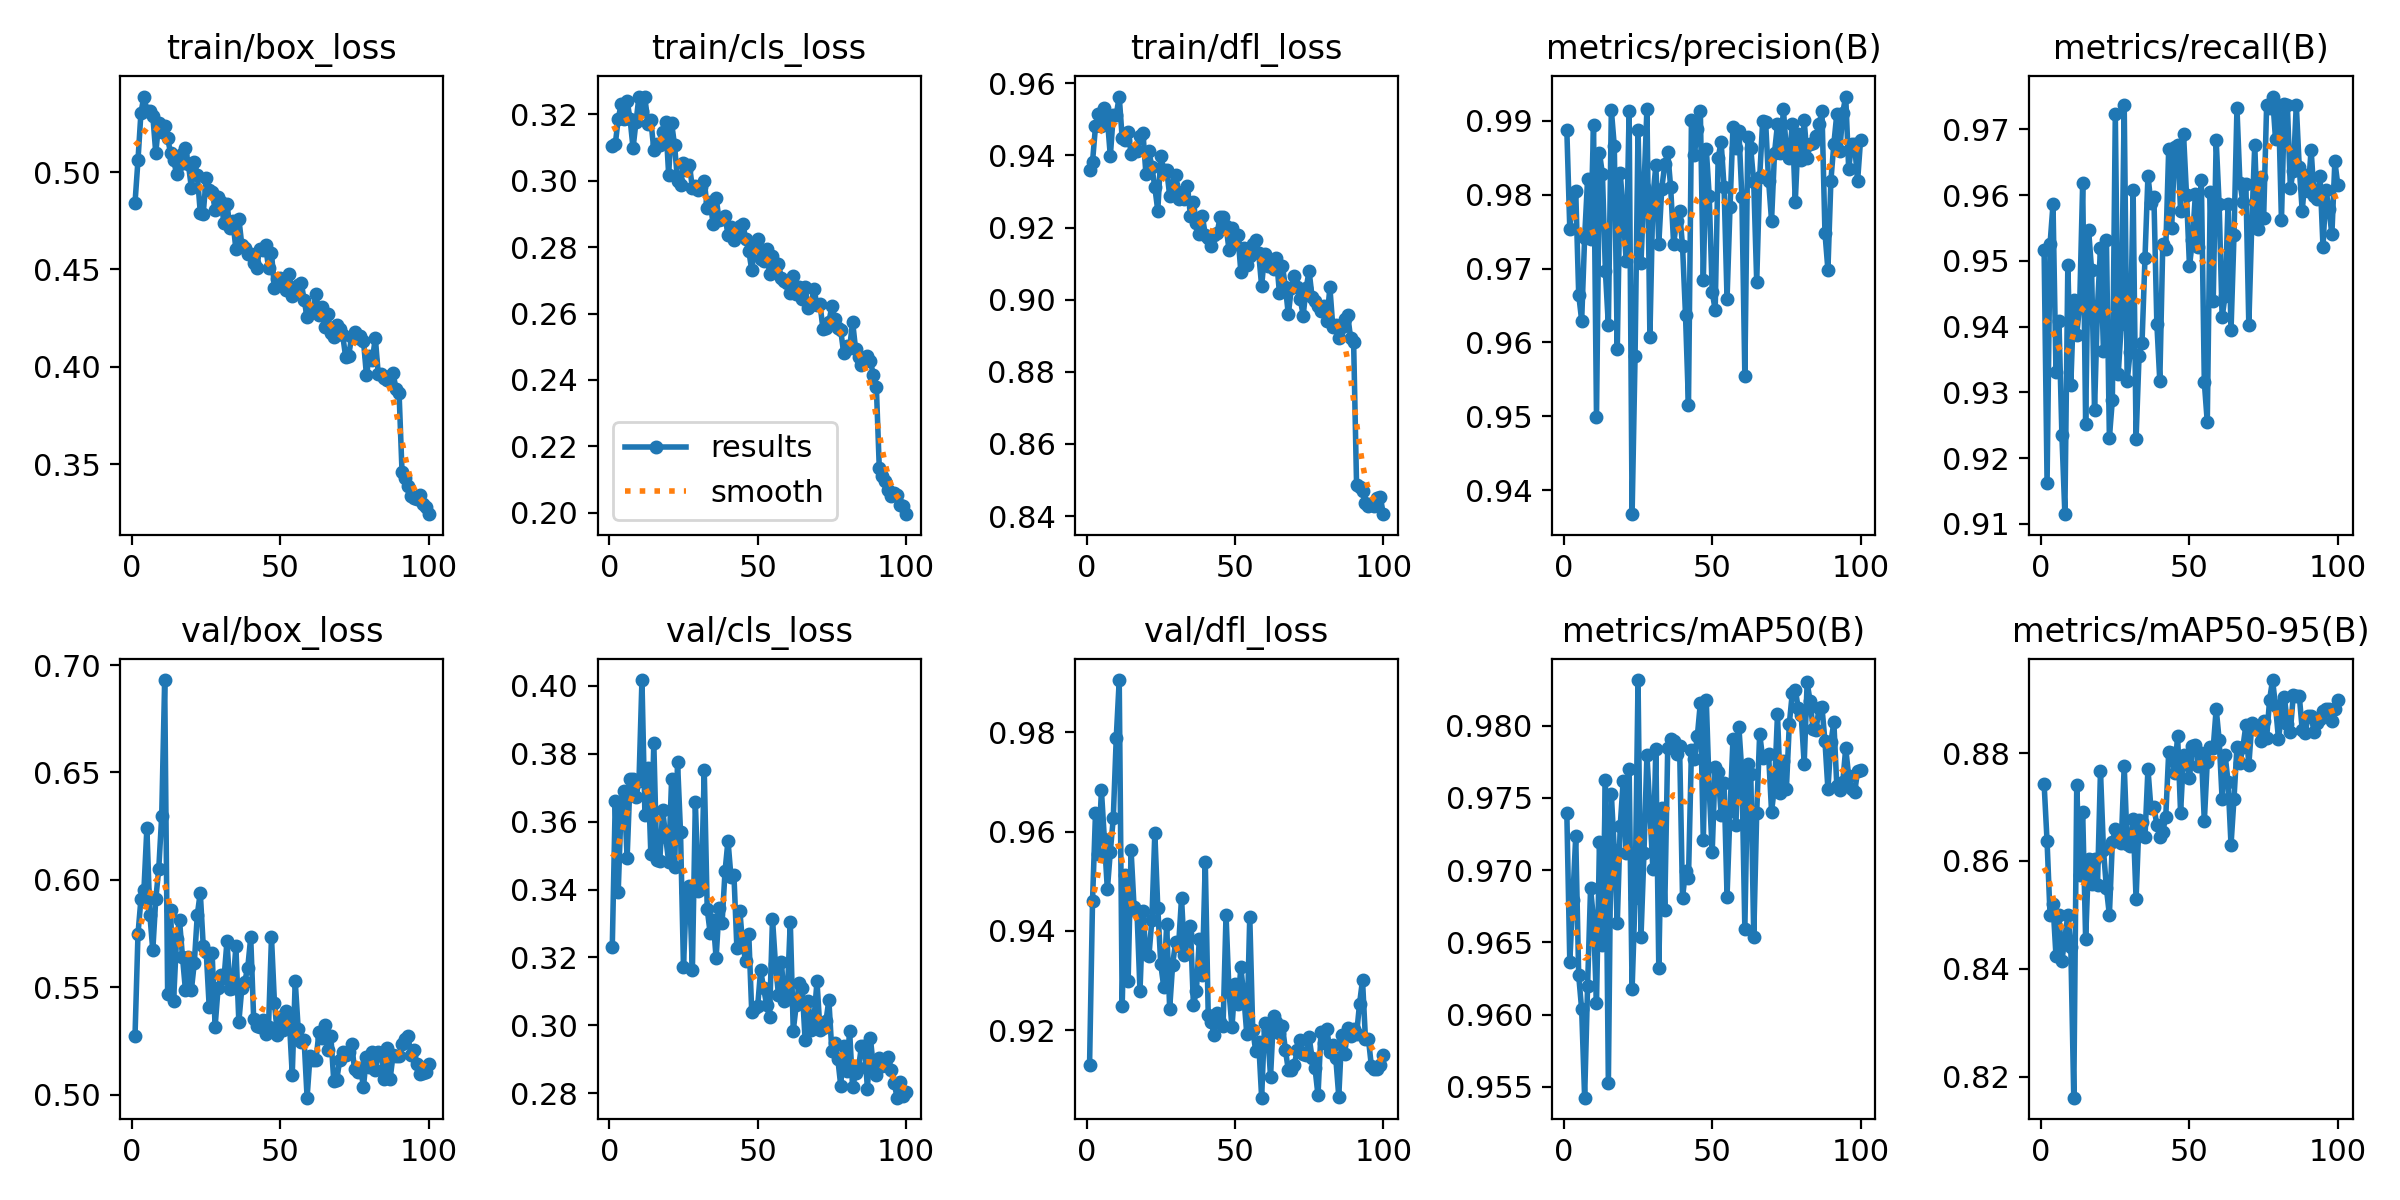 train/box_loss
train/cls_loss
train/dfl_loss
metrics/precision(B)
metrics/recall(B)
0.50
0.45
0.40
0.35
0 50 100
0.32
0.30
0.28
0.26
0.24
0.22
0.20
results
smooth
0 50 100
0.96
0.94
0.92
0.90
0.88
0.86
0.84
0 50 100
0.99
0.98
0.97
0.96
0.95
0.94
0 50 100
0.97
0.96
0.95
0.94
0.93
0.92
0.91
0 50 100
val/box_loss
val/cls_loss
val/dfl_loss
metrics/mAP50(B)
metrics/mAP50-95(B)
0.70
0.65
0.60
0.55
0.50
0 50 100
0.40
0.38
0.36
0.34
0.32
0.30
0.28
0 50 100
0.98
0.96
0.94
0.92
0 50 100
0.980
0.975
0.970
0.965
0.960
0.955
0 50 100
0.88
0.86
0.84
0.82
0 50 100